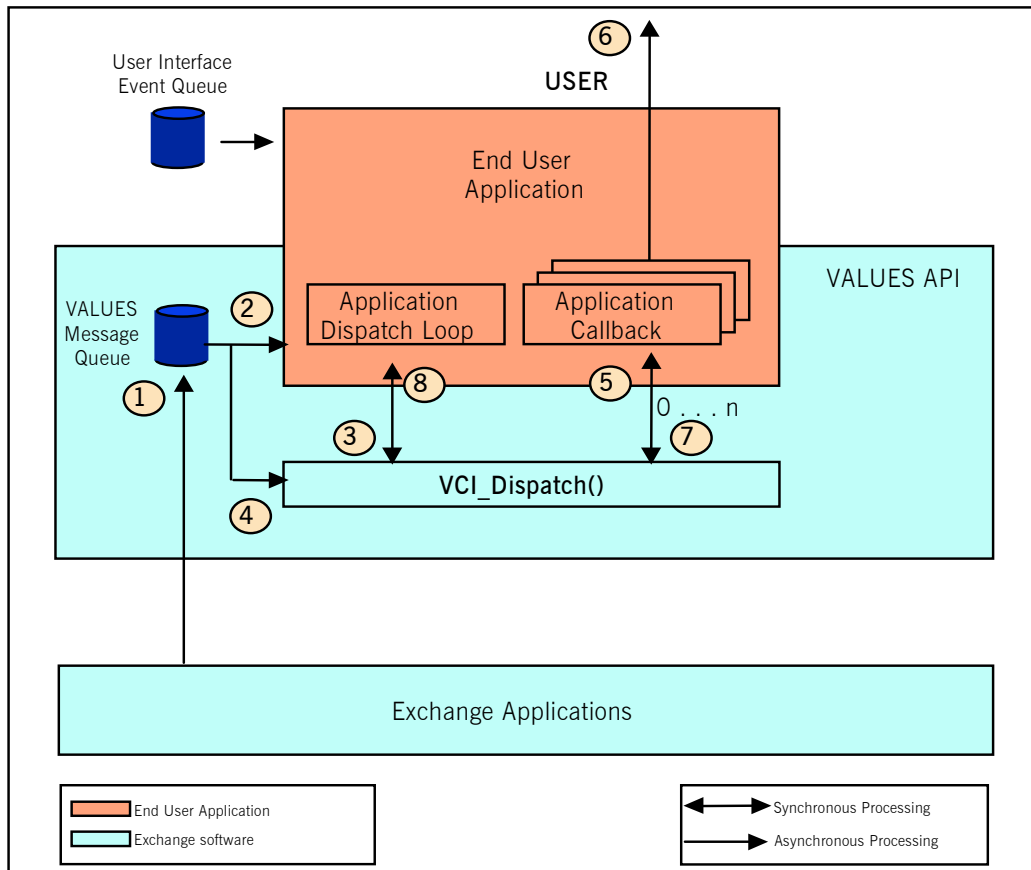 6
User Interface
Event Queue
USER
End User
Application
VALUES API
VALUES
Message
Queue
2
Application
Dispatch Loop
Application
Callback
1
8
5
0 . . . n
3
7
VCI_Dispatch()
4
Exchange Applications
End User Application
Exchange software
Synchronous Processing
Asynchronous Processing